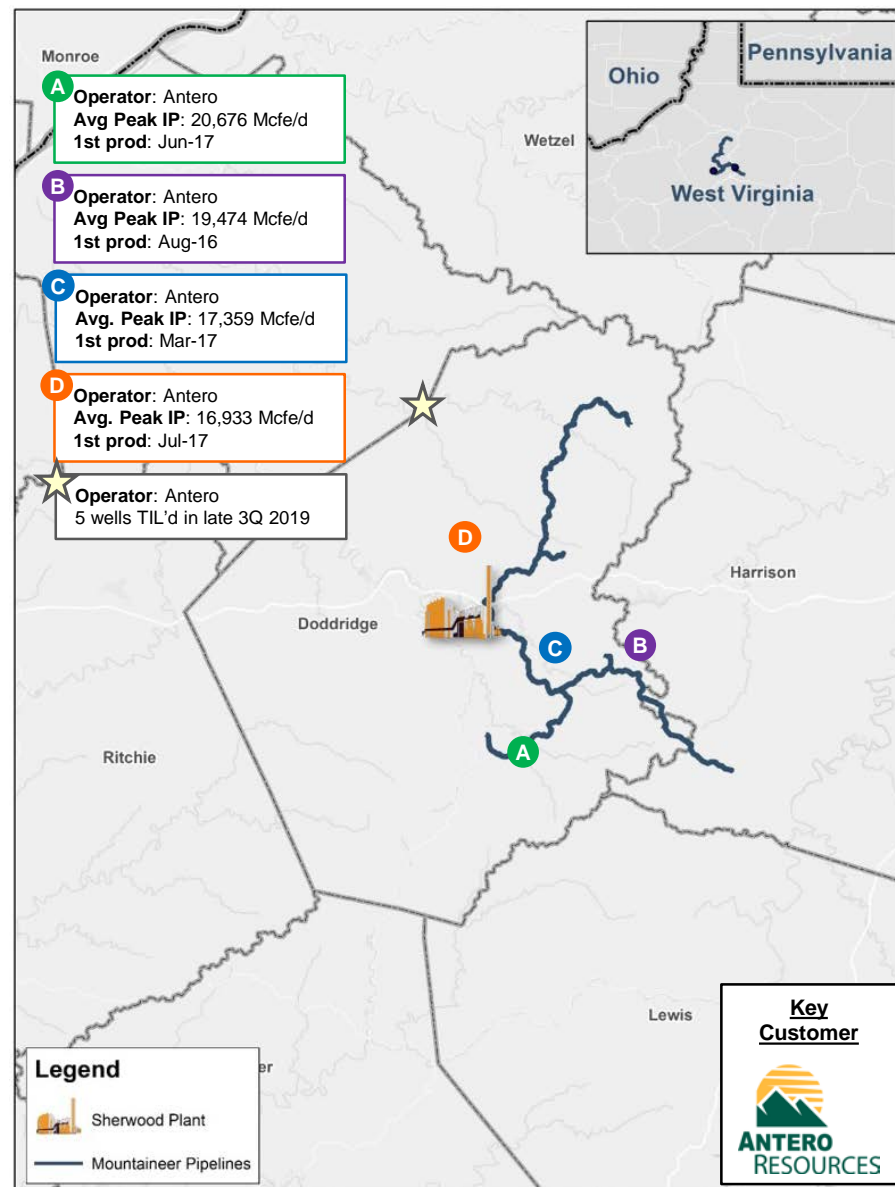 Monroe
A
Operator: Antero
Avg Peak IP: 20,676 Mcfe/d
1st prod: Jun-17
B
Operator: Antero
Avg Peak IP: 19,474 Mcfe/d
1st prod: Aug-16
C
Operator: Antero
Avg. Peak IP: 17,359 Mcfe/d
1st prod: Mar-17
D
Operator: Antero
Avg. Peak IP: 16,933 Mcfe/d
1st prod: Jul-17
Operator: Antero
5 wells TIL'd in late 3Q 2019
Wetzel
Pennsylvania
Ohio
West Virginia
D
Harrison
Doddridge
C
B
A
Ritchie
Lewis
er
Legend
Sherwood Plant
Mountaineer Pipelines
Key
Customer
ANTERO
RESOURCES